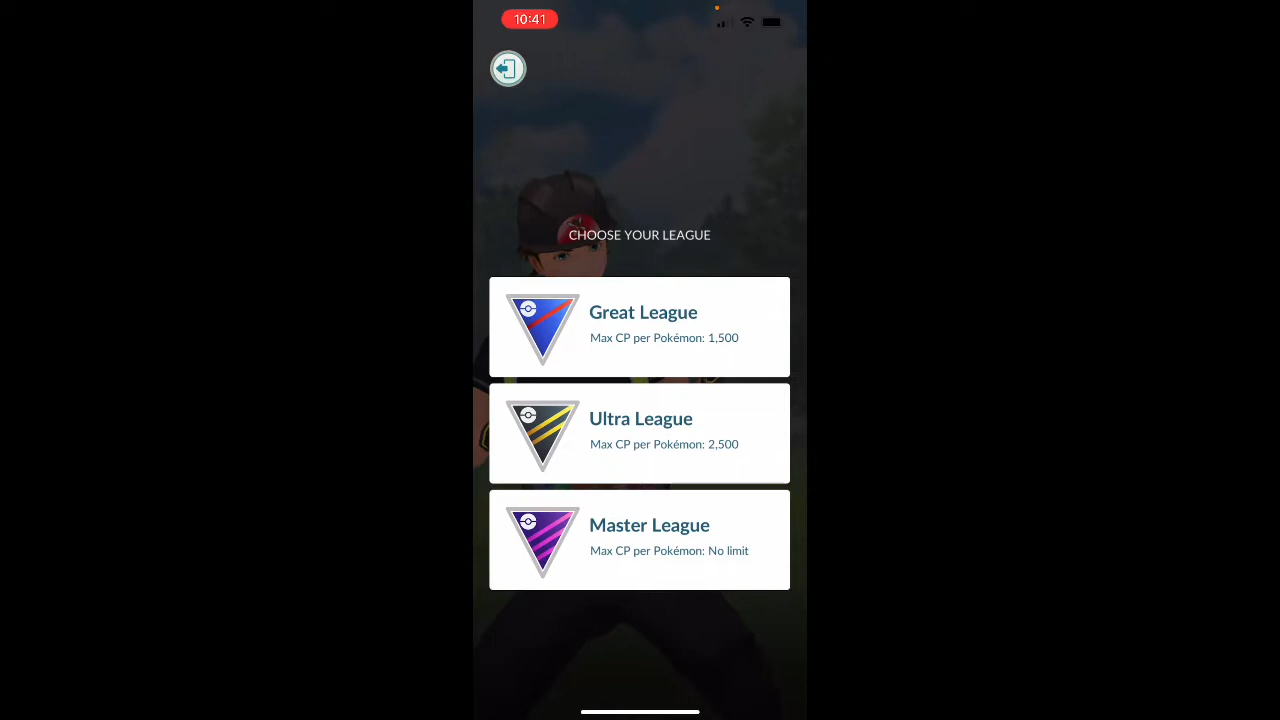 10:41
CHOOSE YOUR LEAGUE
Great League
Max CP per Pokémon: 1,500
Ultra League
Max CP per Pokémon: 2,500
Master League
Max CP per Pokémon: No limit